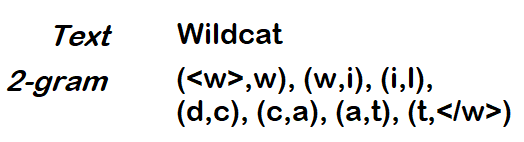 Text Wildcat
2-gram (<w>,w), (w,i), (i,l),
(d,c), (c,a), (a,t), (t,</w>)